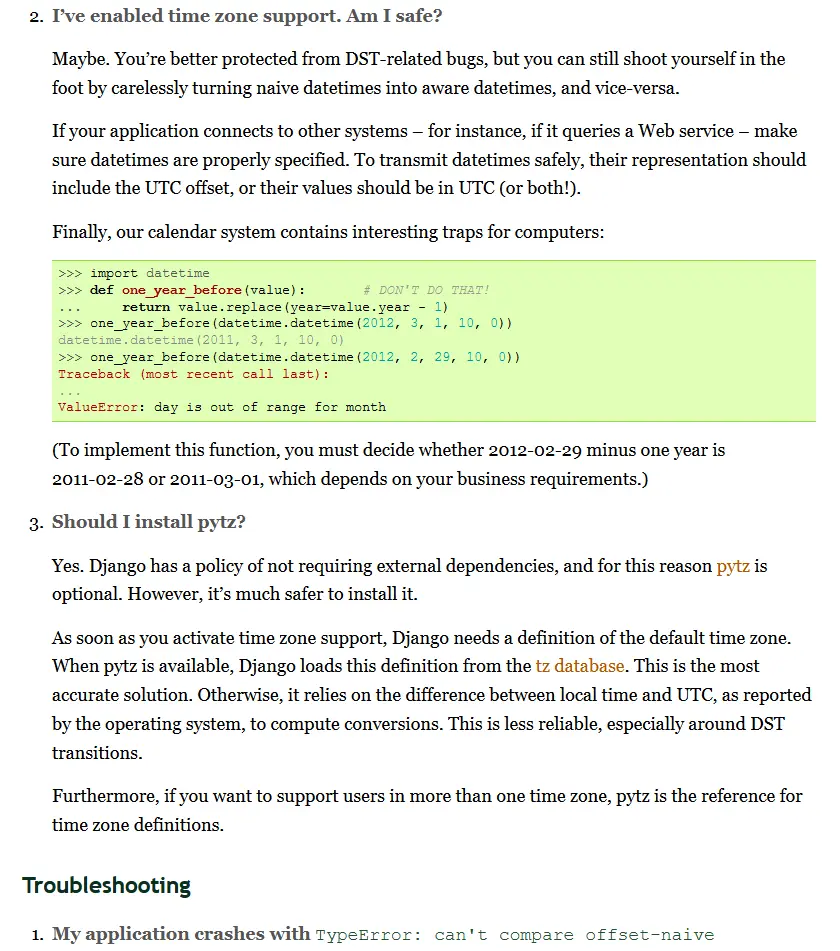 2. I’ve enabled time zone support. Am I safe?
Maybe. You’re better protected from DST-related bugs, but you can still shoot yourself in the
foot by carelessly turning naive datetimes into aware datetimes, and vice-versa.
If your application connects to other systems – for instance, if it queries a Web service – make
sure datetimes are properly specified. To transmit datetimes safely, their representation should
include the UTC offset, or their values should be in UTC (or both!).
Finally, our calendar system contains interesting traps for computers:
>>> import datetime
>>> def one_year_before(value):       # DON'T DO THAT!
...     return value.replace(year=value.year - 1)
>>> one_year_before(datetime.datetime(2012, 3, 1, 10, 0))
datetime.datetime(2011, 3, 1, 10, 0)
>>> one_year_before(datetime.datetime(2012, 2, 29, 10, 0))
Traceback (most recent call last):
...
ValueError: day is out of range for month
(To implement this function, you must decide whether 2012-02-29 minus one year is
2011-02-28 or 2011-03-01, which depends on your business requirements.)
3. Should I install pytz?
Yes. Django has a policy of not requiring external dependencies, and for this reason pytz is
optional. However, it’s much safer to install it.
As soon as you activate time zone support, Django needs a definition of the default time zone.
When pytz is available, Django loads this definition from the tz database. This is the most
accurate solution. Otherwise, it relies on the difference between local time and UTC, as reported
by the operating system, to compute conversions. This is less reliable, especially around DST
transitions.
Furthermore, if you want to support users in more than one time zone, pytz is the reference for
time zone definitions.
Troubleshooting
1. My application crashes with TypeError: can't compare offset-naive